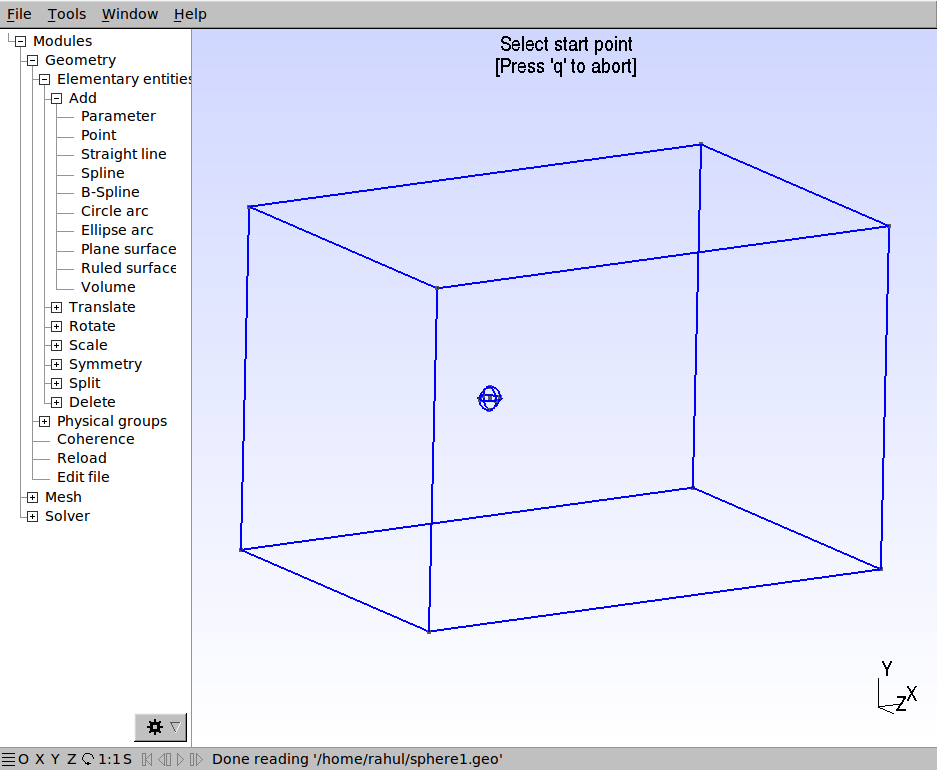 File Tools Window Help
Modules
Geometry
Elementary entities
Add
Parameter
Point
Straight line
Spline
B-Spline
Circle arc
Ellipse arc
Plane surface
Ruled surface
Volume
Translate
Rotate
Scale
Symmetry
Split
Delete
Physical groups
Coherence
Reload
Edit file
Mesh
Solver
Select start point
[Press 'q' to abort]
Y
X
Z
O X Y Z 1:1 S Done reading '/home/rahul/sphere1.geo'